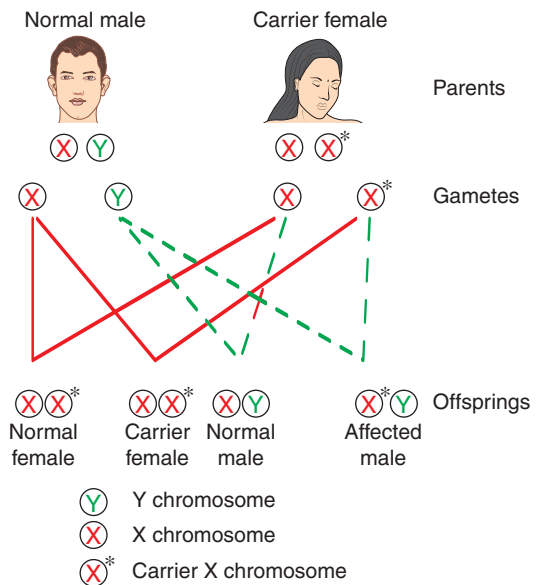 Normal male Carrier female
Parents
X Y X X*
X Y X X* Gametes
X X* X X* X Y X* Y Offsprings
Normal female Carrier female Normal male Affected male
Y Y chromosome
X X chromosome
X* Carrier X chromosome